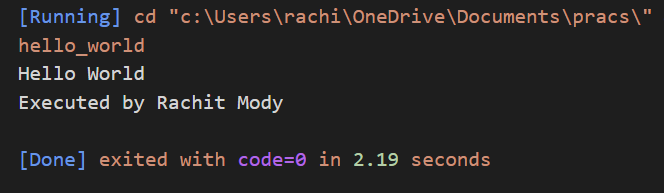 [Running] cd "c:\Users\rachi\OneDrive\Documents\pracs\"
hello_world
Hello World
Executed by Rachit Mody
[Done] exited with code=0 in 2.19 seconds